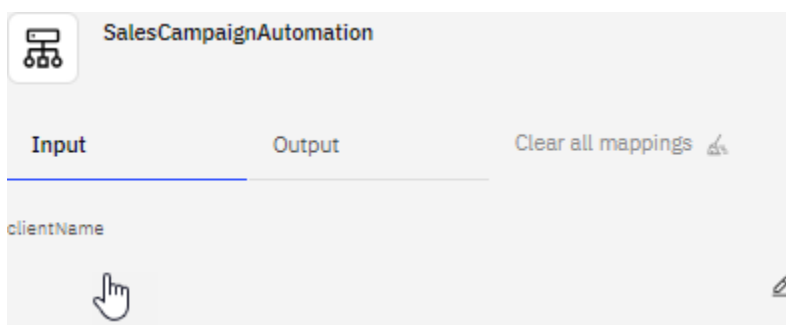 SalesCampaignAutomation
Input Output Clear all mappings
clientName